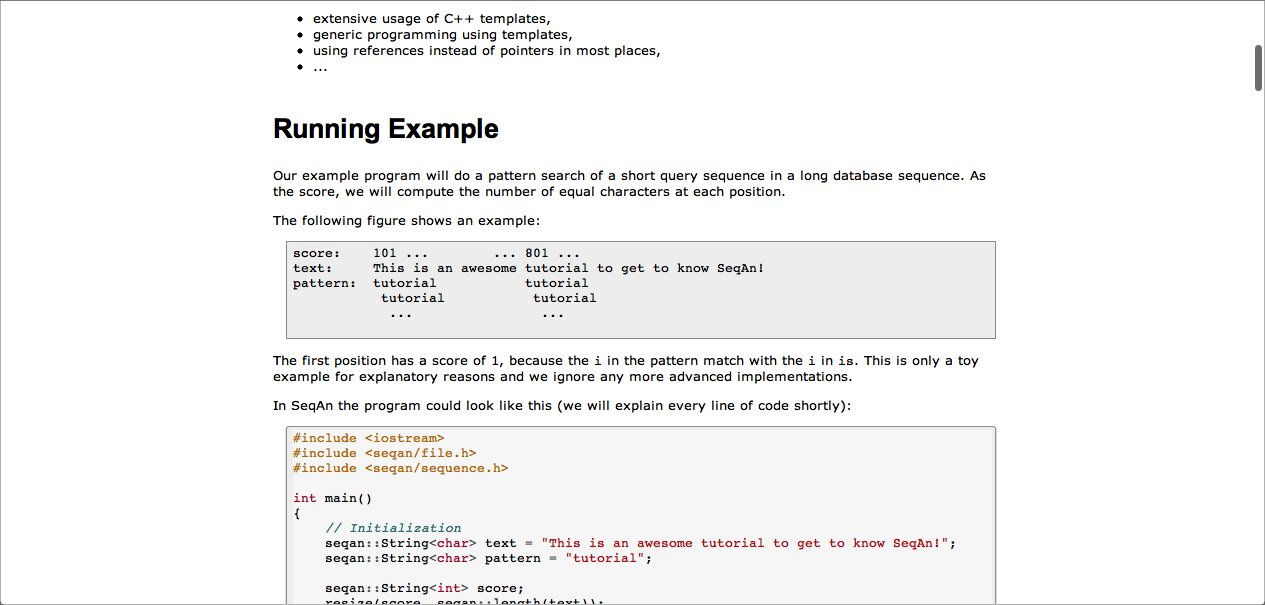 • extensive usage of C++ templates,
• generic programming using templates,
• using references instead of pointers in most places,
• ...
Running Example
Our example program will do a pattern search of a short query sequence in a long database sequence. As
the score, we will compute the number of equal characters at each position.
The following figure shows an example:
score:    101 ...        ... 801 ...
text:     This is an awesome tutorial to get to know SeqAn!
pattern:  tutorial           tutorial
           tutorial           tutorial
            ...                ...
The first position has a score of 1, because the i in the pattern match with the i in is. This is only a toy
example for explanatory reasons and we ignore any more advanced implementations.
In SeqAn the program could look like this (we will explain every line of code shortly):
#include <iostream>
#include <seqan/file.h>
#include <seqan/sequence.h>
int main()
{
    // Initialization
    seqan::String<char> text = "This is an awesome tutorial to get to know SeqAn!";
    seqan::String<char> pattern = "tutorial";
    seqan::String<int> score;
    resize(score, seqan::length(text));